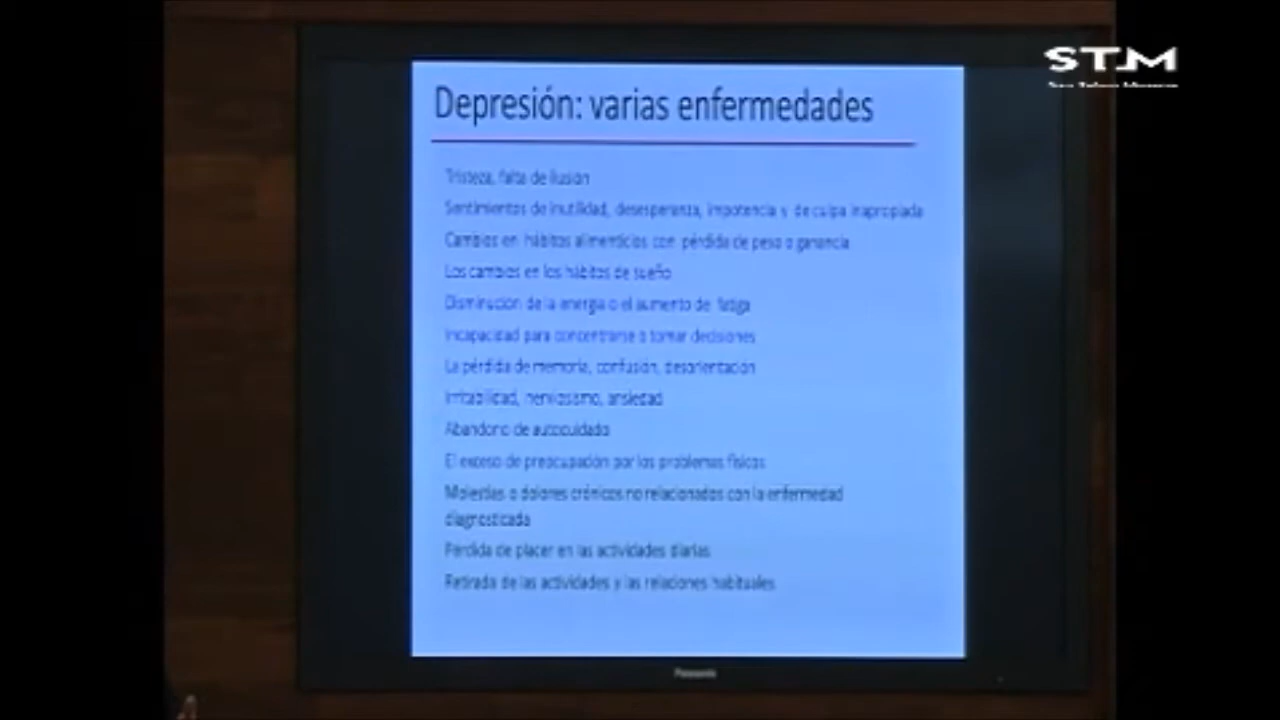 STM
Depresión: varias enfermedades
Tristeza, falta de ilusión
Sentimientos de inutilidad, desesperanza, impotencia y de culpa inapropiada
Cambios en hábitos alimenticios con pérdida de peso o ganancia
Los cambios en los hábitos de sueño
Disminución de la energía o el aumento de fatiga
Incapacidad para concentrarse o tomar decisiones
La pérdida de memoria, confusión, desorientación
Irritabilidad, nerviosismo, ansiedad
Abandono de autocuidado
El exceso de preocupación por los problemas físicos
Molestias o dolores crónicos no relacionados con la enfermedad
diagnosticada
Pérdida de placer en las actividades diarias
Retirada de las actividades y las relaciones habituales
Panasonic